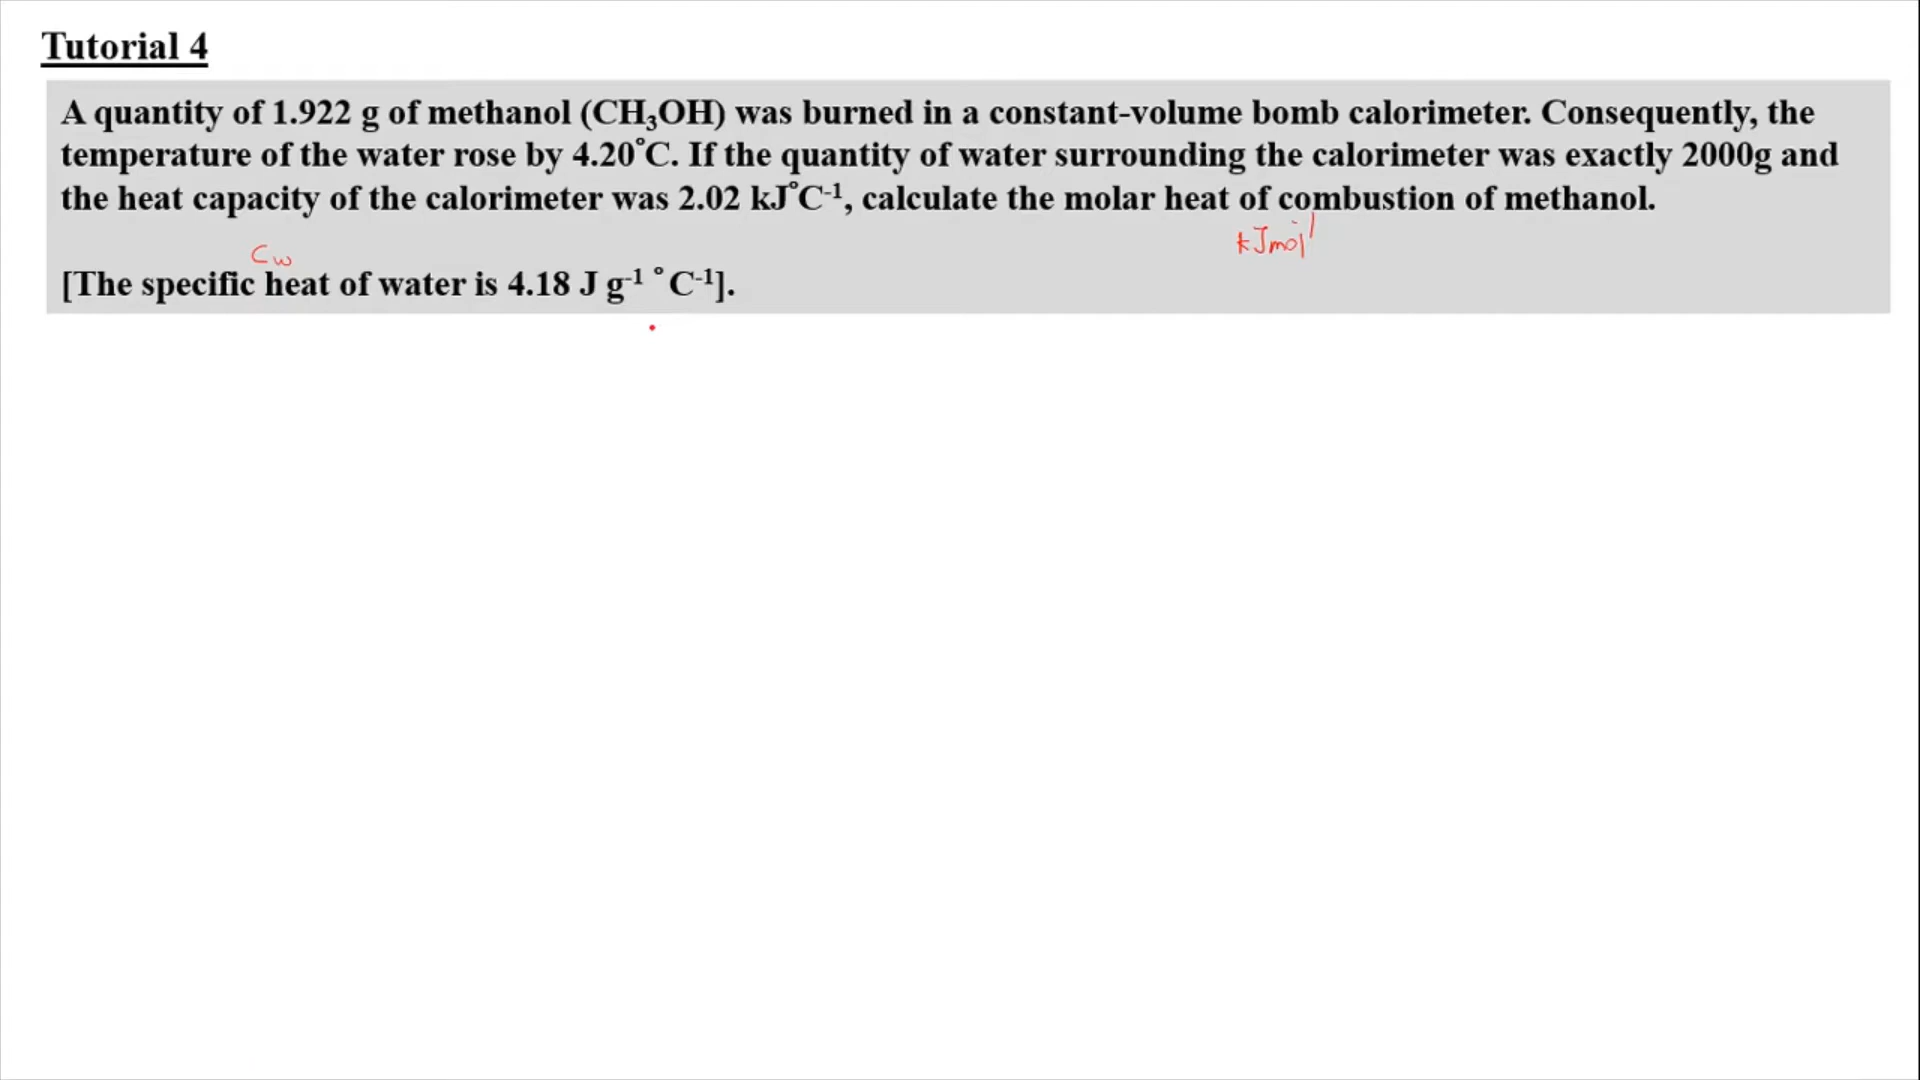 Tutorial 4
A quantity of 1.922 g of methanol (CH₃OH) was burned in a constant-volume bomb calorimeter. Consequently, the
temperature of the water rose by 4.20°C. If the quantity of water surrounding the calorimeter was exactly 2000g and
the heat capacity of the calorimeter was 2.02 kJ°C⁻¹, calculate the molar heat of combustion of methanol.
kJmol⁻¹
Cw
[The specific heat of water is 4.18 J g⁻¹ °C⁻¹].